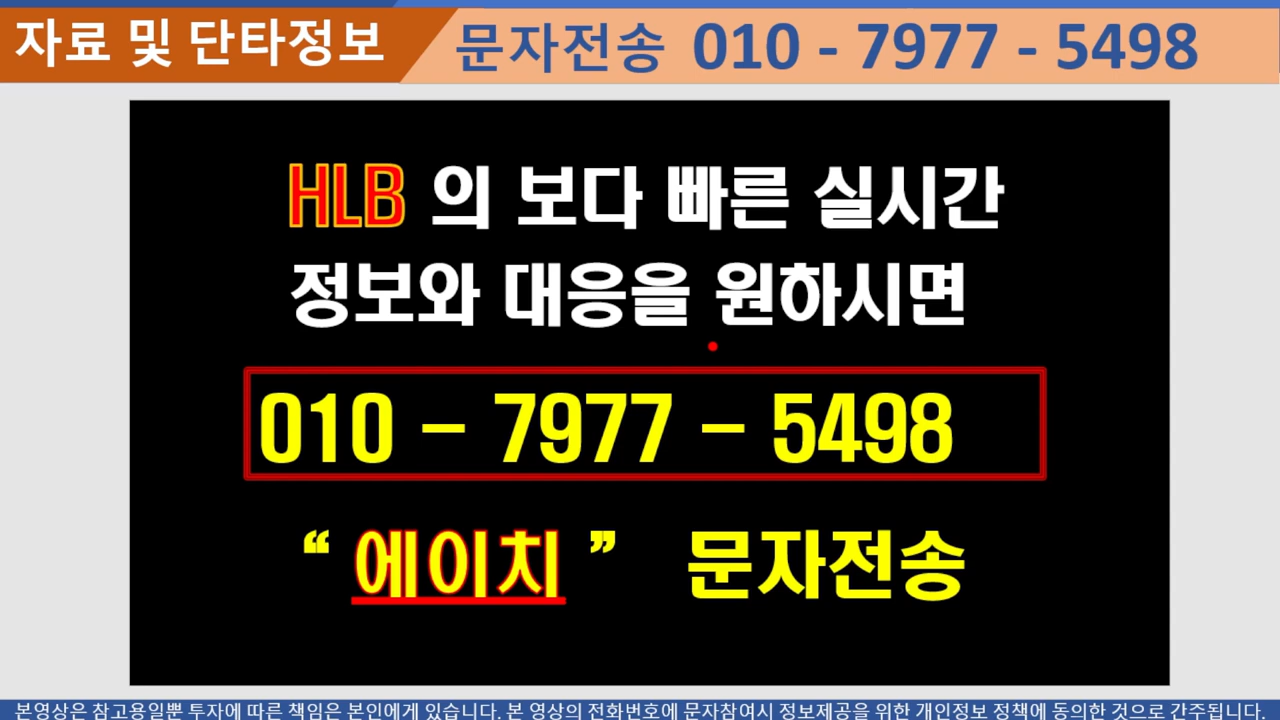 자료 및 단타정보
문자전송 010 - 7977 - 5498
HLB 의 보다 빠른 실시간
정보와 대응을 원하시면
010 - 7977 - 5498
“ 에이치 ” 문자전송
본영상은 참고용일뿐 투자에 따른 책임은 본인에게 있습니다. 본 영상의 전화번호에 문자참여시 정보제공을 위한 개인정보 정책에 동의한 것으로 간주됩니다.